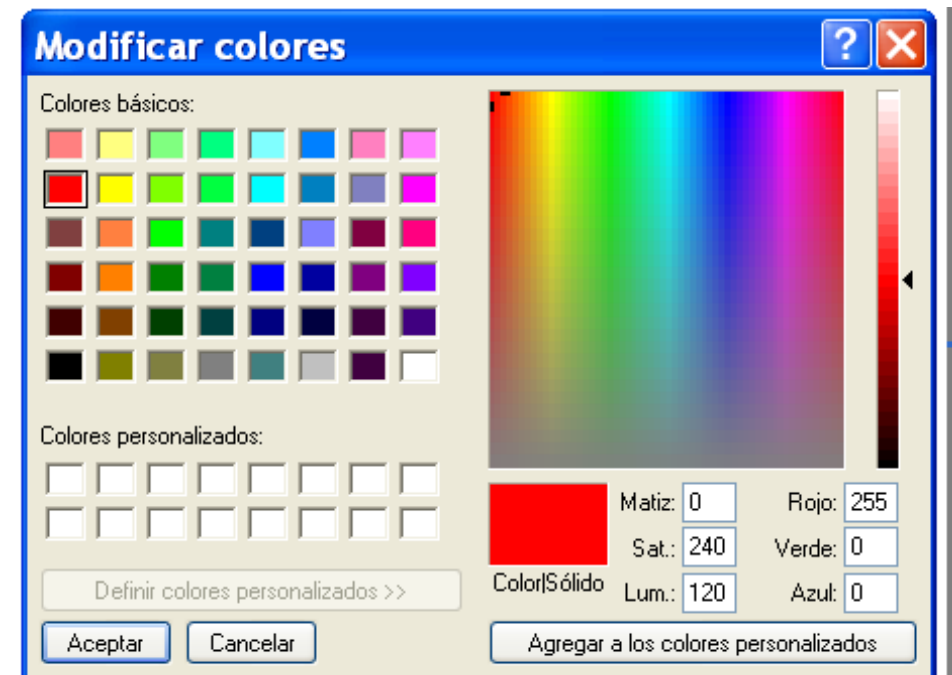 Modificar colores
Colores básicos:
Colores personalizados:
Definir colores personalizados >>
Aceptar Cancelar
Color|Sólido
Matiz: 0 Rojo: 255
Sat.: 240 Verde: 0
Lum.: 120 Azul: 0
Agregar a los colores personalizados